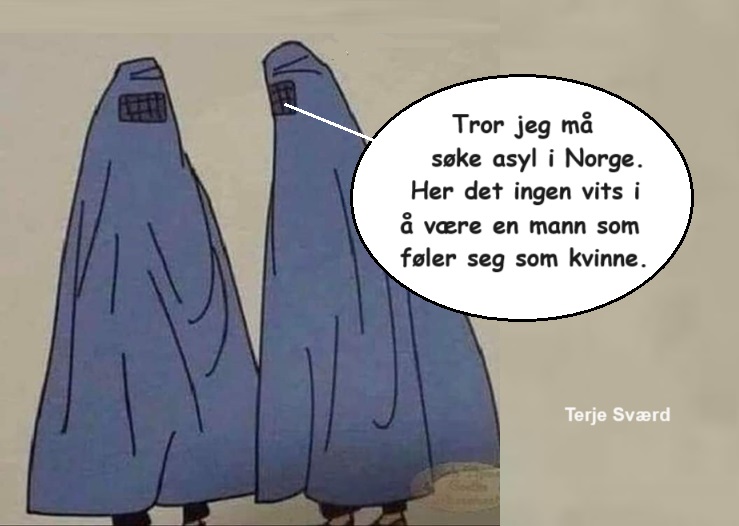 Tror jeg må
søke asyl i Norge.
Her det ingen vits i
å være en mann som
føler seg som kvinne.
Terje Sværd